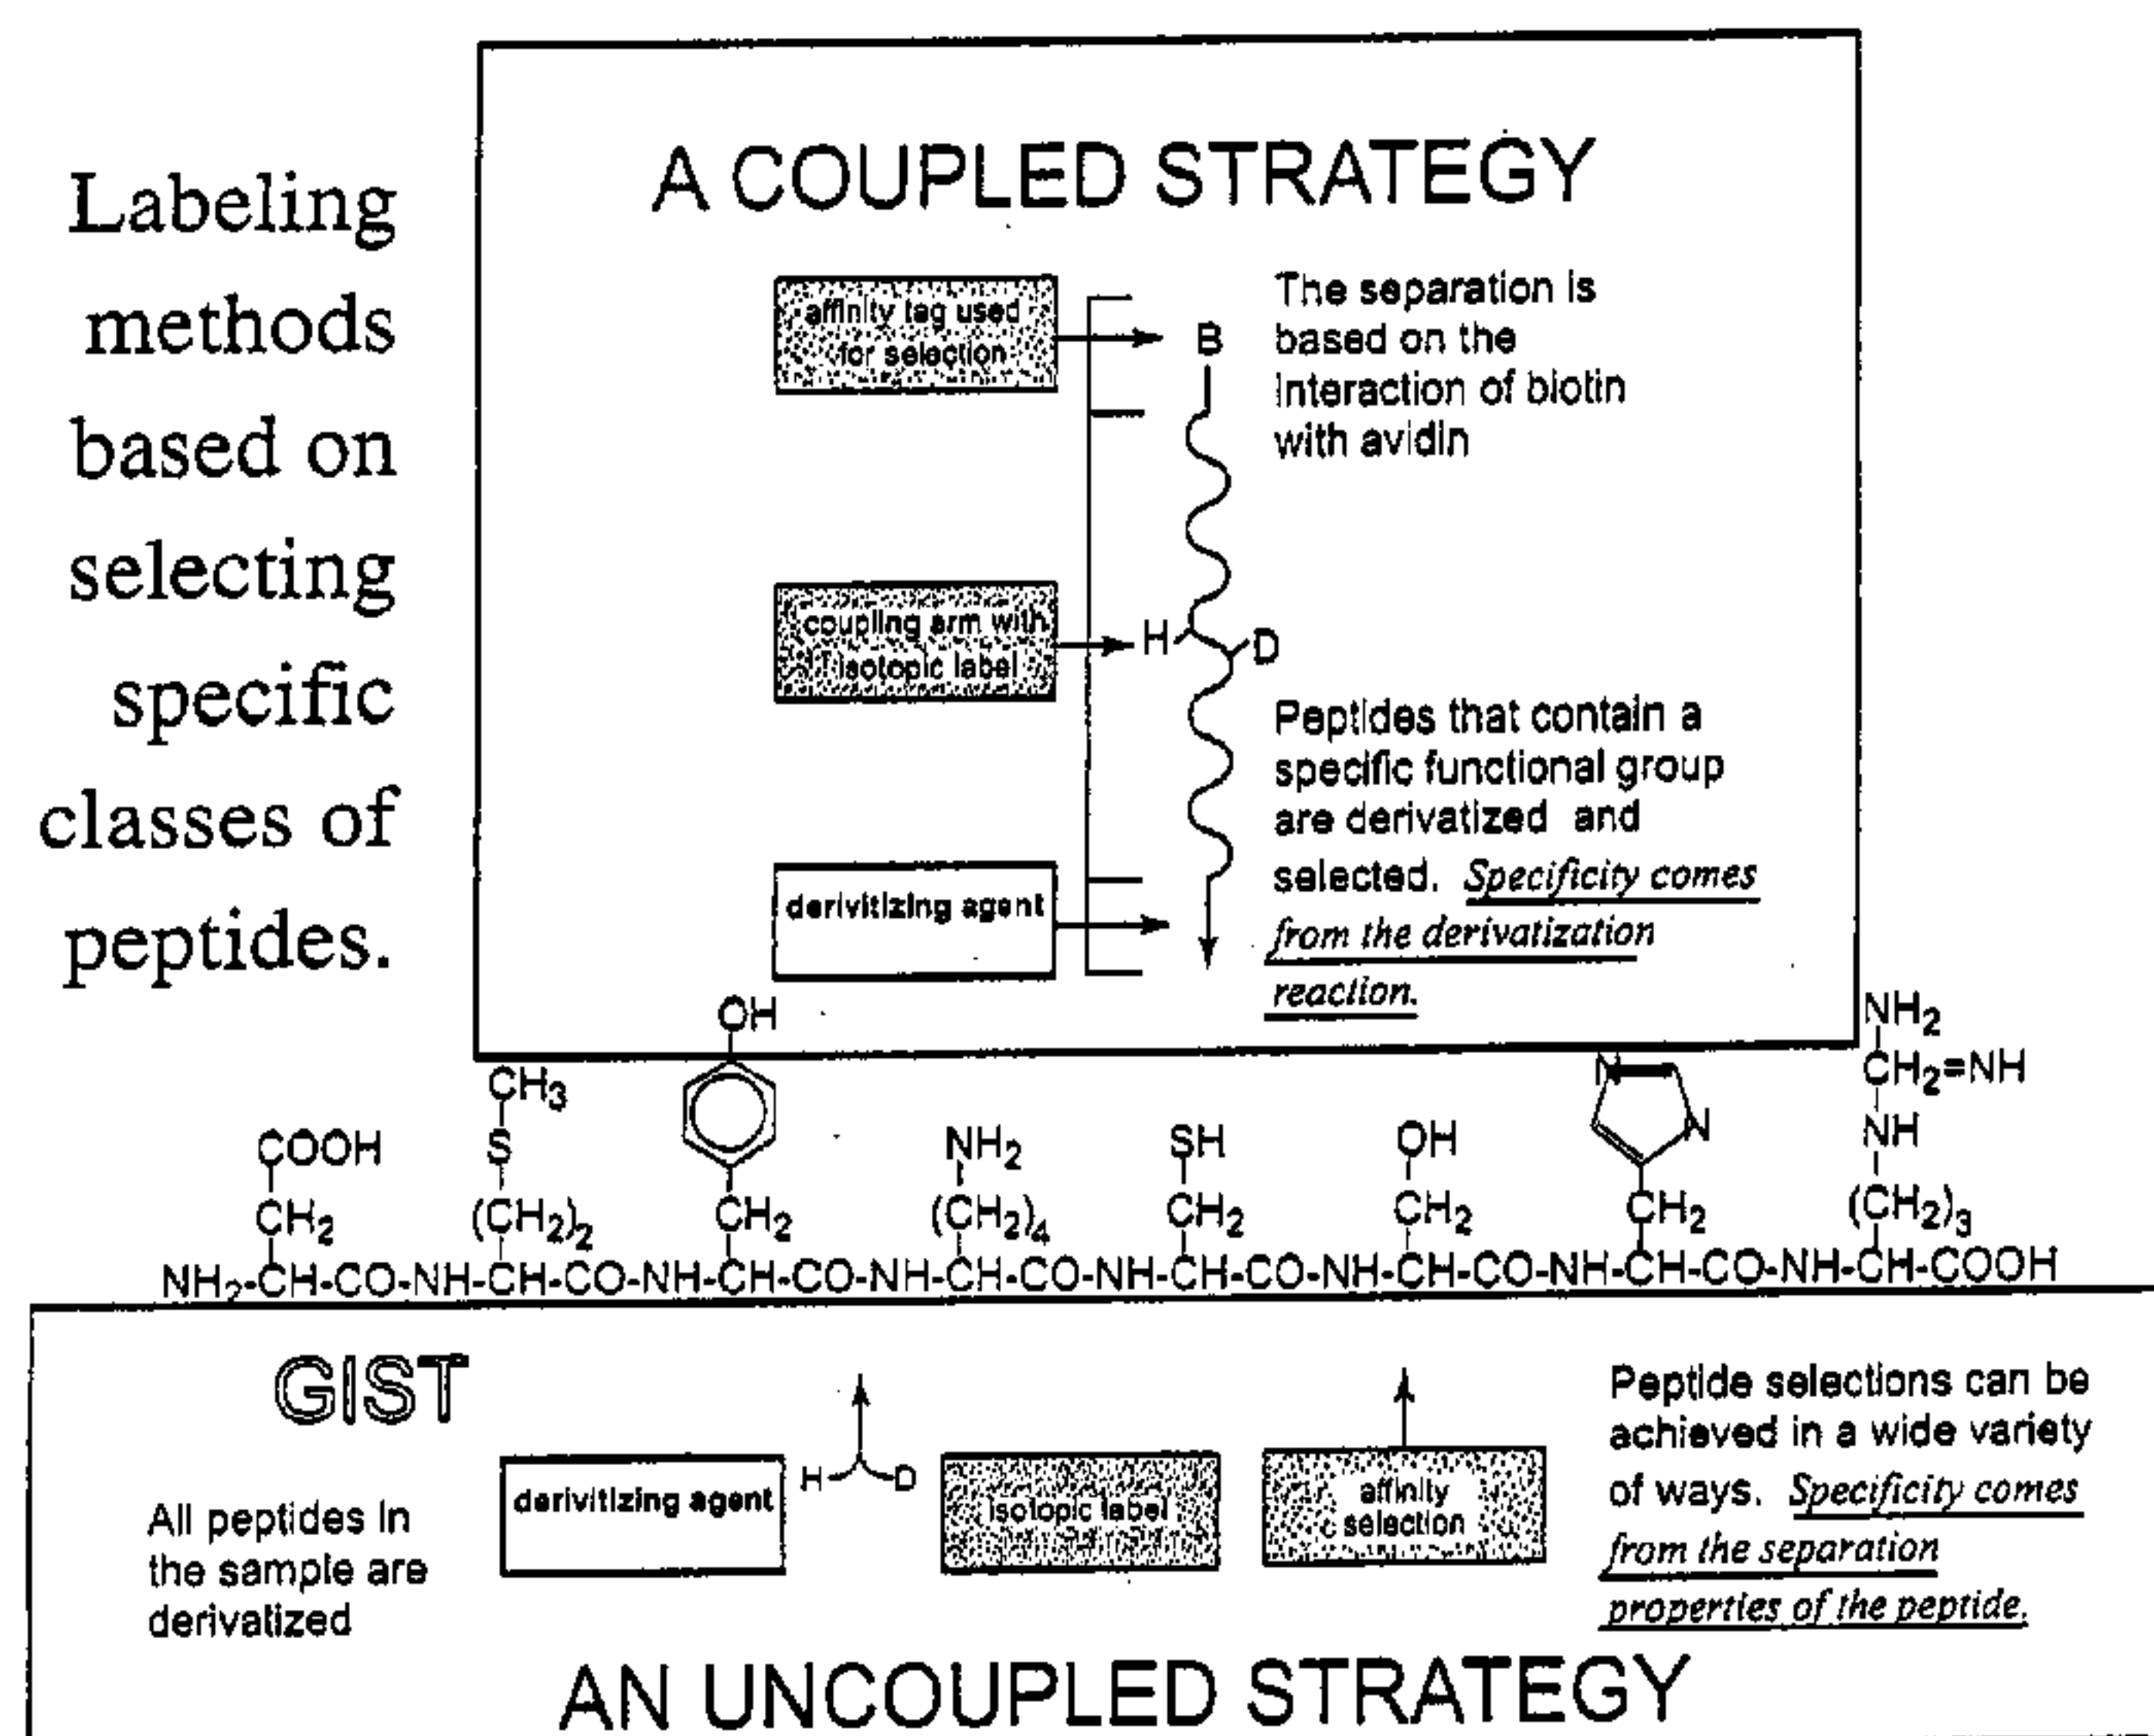 Labeling
methods
based on
selecting
specific
classes of
peptides.
A COUPLED STRATEGY
affinity tag used
for selection
B
The separation is
based on the
interaction of biotin
with avidin
coupling arm with
isotopic label
H
D
Peptides that contain a
specific functional group
are derivatized and
selected. Specificity comes
from the derivatization
reaction.
derivitizing agent
OH
NH2
CH3
N
CH2=NH
COOH
S
NH2
SH
OH
N
NH
CH2
(CH2)2
CH2
(CH2)4
CH2
CH2
CH2
(CH2)3
NH2-CH-CO-NH-CH-CO-NH-CH-CO-NH-CH-CO-NH-CH-CO-NH-CH-CO-NH-CH-CO-NH-CH-COOH
GIST
All peptides in
the sample are
derivatized
derivitizing agent
H
D
isotopic label
affinity
selection
Peptide selections can be
achieved in a wide variety
of ways. Specificity comes
from the separation
properties of the peptide.
AN UNCOUPLED STRATEGY